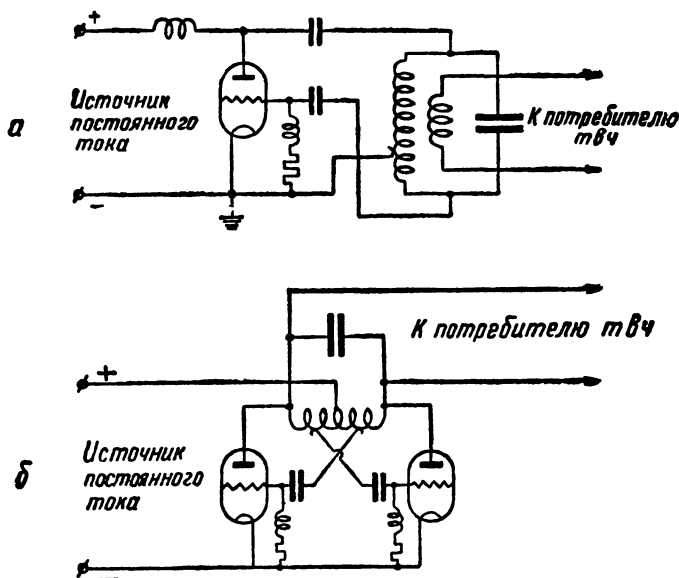 +
а
Источник
постоянного
тока
К потребителю
твч
−
К потребителю твч
+
б
Источник
постоянного
тока
−